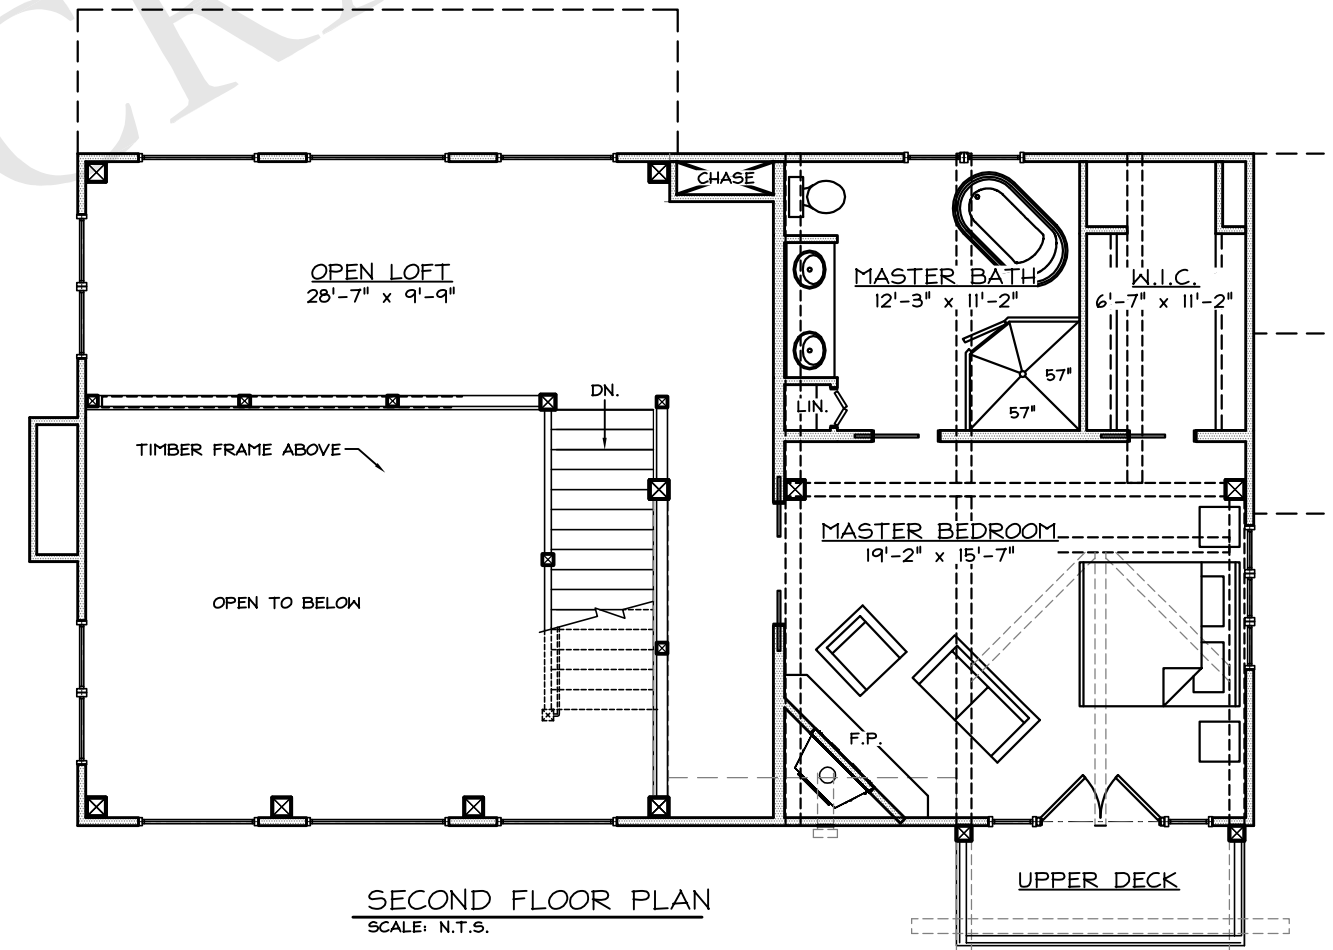 CHASE
OPEN LOFT
28'-7" x 9'-9"
MASTER BATH
12'-3" x 11'-2"
W.I.C.
6'-7" x 11'-2"
57"
57"
DN.
LIN.
TIMBER FRAME ABOVE
MASTER BEDROOM
19'-2" x 15'-7"
OPEN TO BELOW
F.P.
UPPER DECK
SECOND FLOOR PLAN
SCALE: N.T.S.